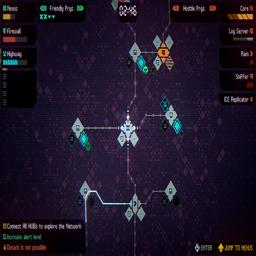 Nexus
Friendly Prgs
02:46
Hostile Prgs
Core
Firewall
Log Server
Highway
Ram
Sniffer
ICE Replicator
Connect All HUBs to explore the Network
Increase alert level
Detach is not possible.
ENTER
JUMP TO NEXUS